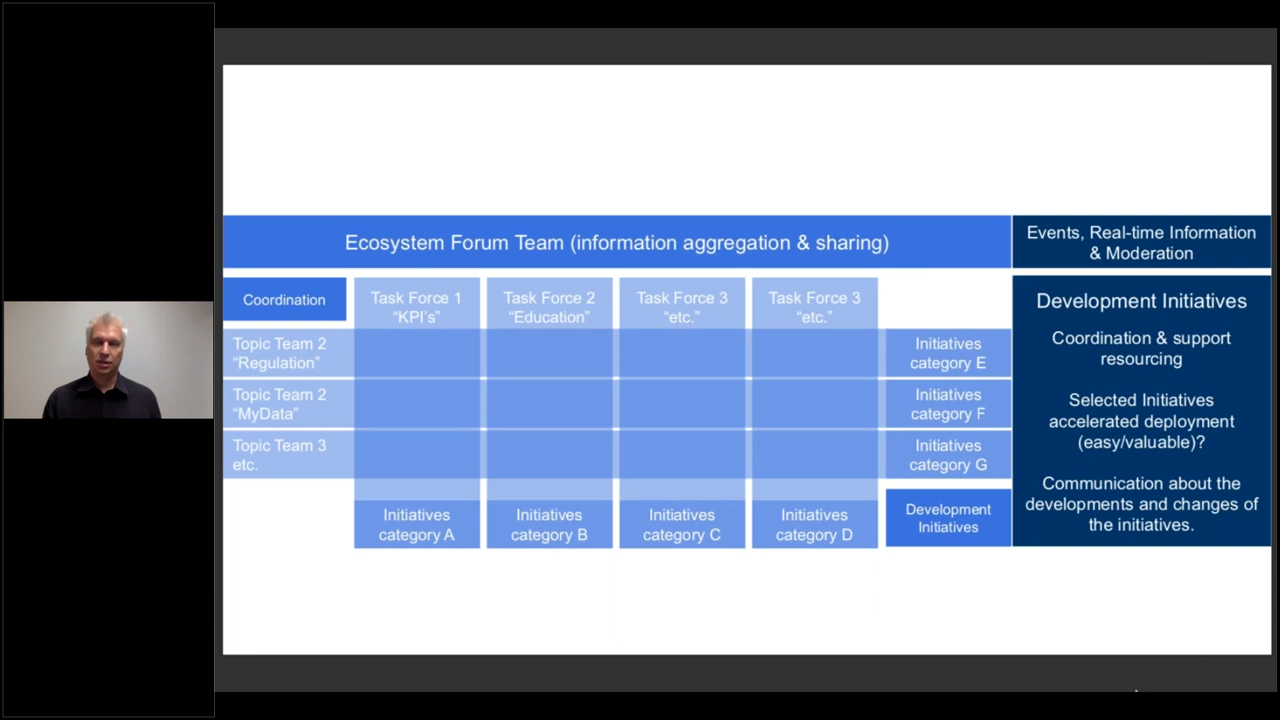 Ecosystem Forum Team (information aggregation & sharing)
Events, Real-time Information
& Moderation
Coordination
Task Force 1
“KPI’s”
Task Force 2
“Education”
Task Force 3
“etc.”
Task Force 3
“etc.”
Topic Team 2
“Regulation”
Initiatives
category E
Topic Team 2
“MyData”
Initiatives
category F
Topic Team 3
etc.
Initiatives
category G
Initiatives
category A
Initiatives
category B
Initiatives
category C
Initiatives
category D
Development
Initiatives
Development Initiatives
Coordination & support
resourcing
Selected Initiatives
accelerated deployment
(easy/valuable)?
Communication about the
developments and changes of
the initiatives.